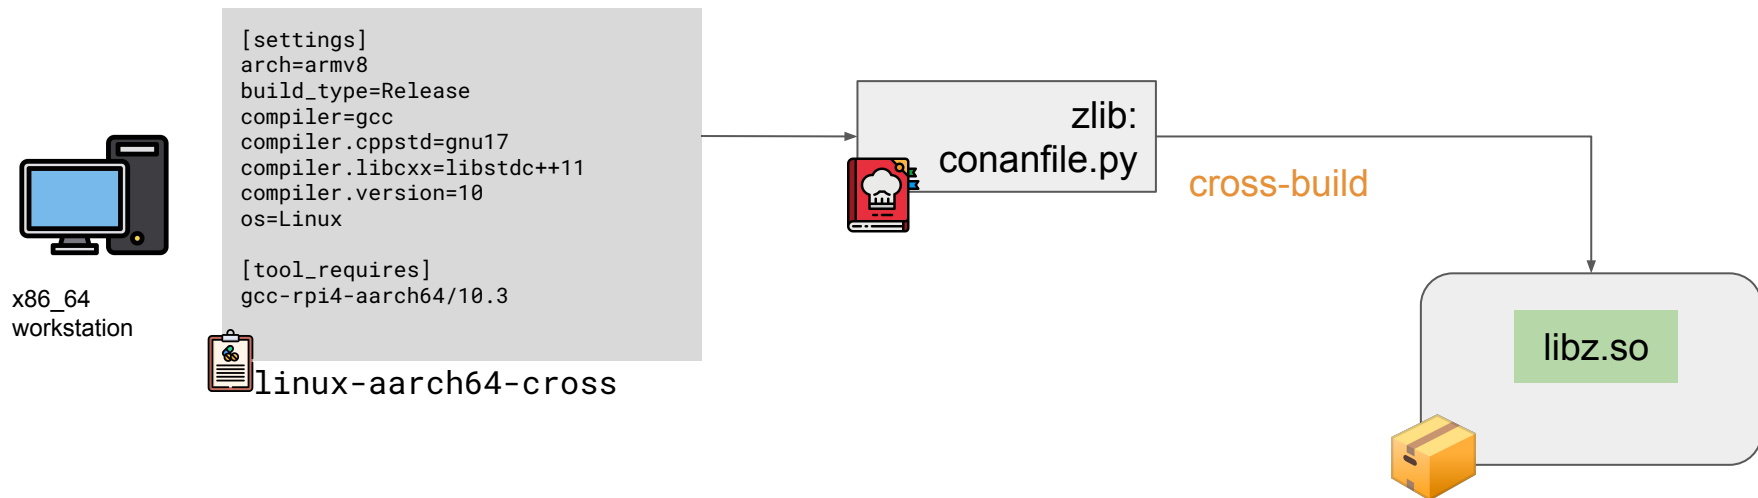 [settings]
arch=armv8
build_type=Release
compiler=gcc
compiler.cppstd=gnu17
compiler.libcxx=libstdc++11
compiler.version=10
os=Linux
[tool_requires]
gcc-rpi4-aarch64/10.3
x86_64
workstation
linux-aarch64-cross
zlib:
conanfile.py
cross-build
libz.so